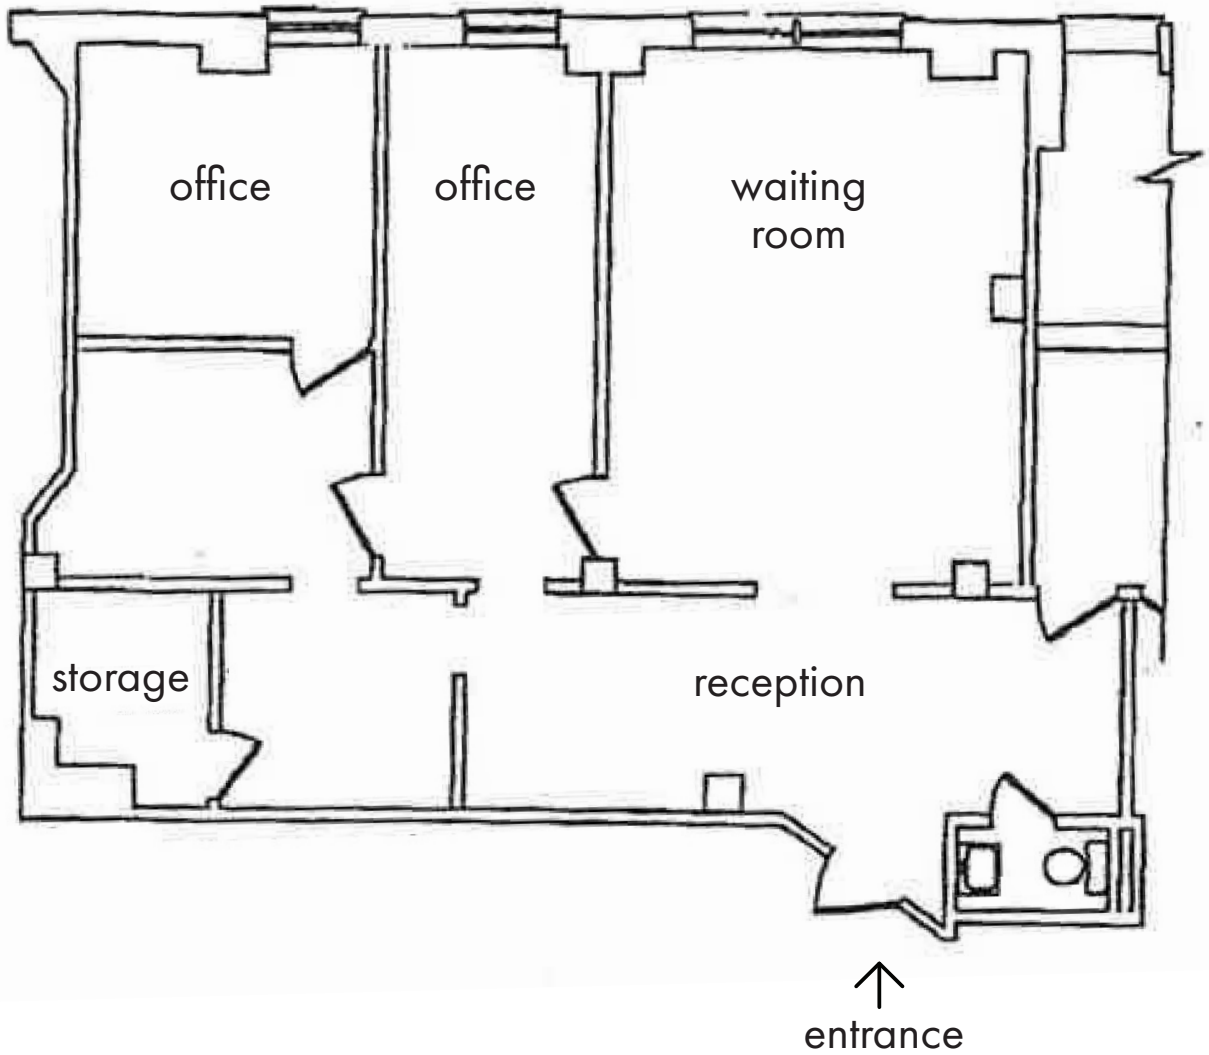 office
office
waiting
room
storage
reception
entrance